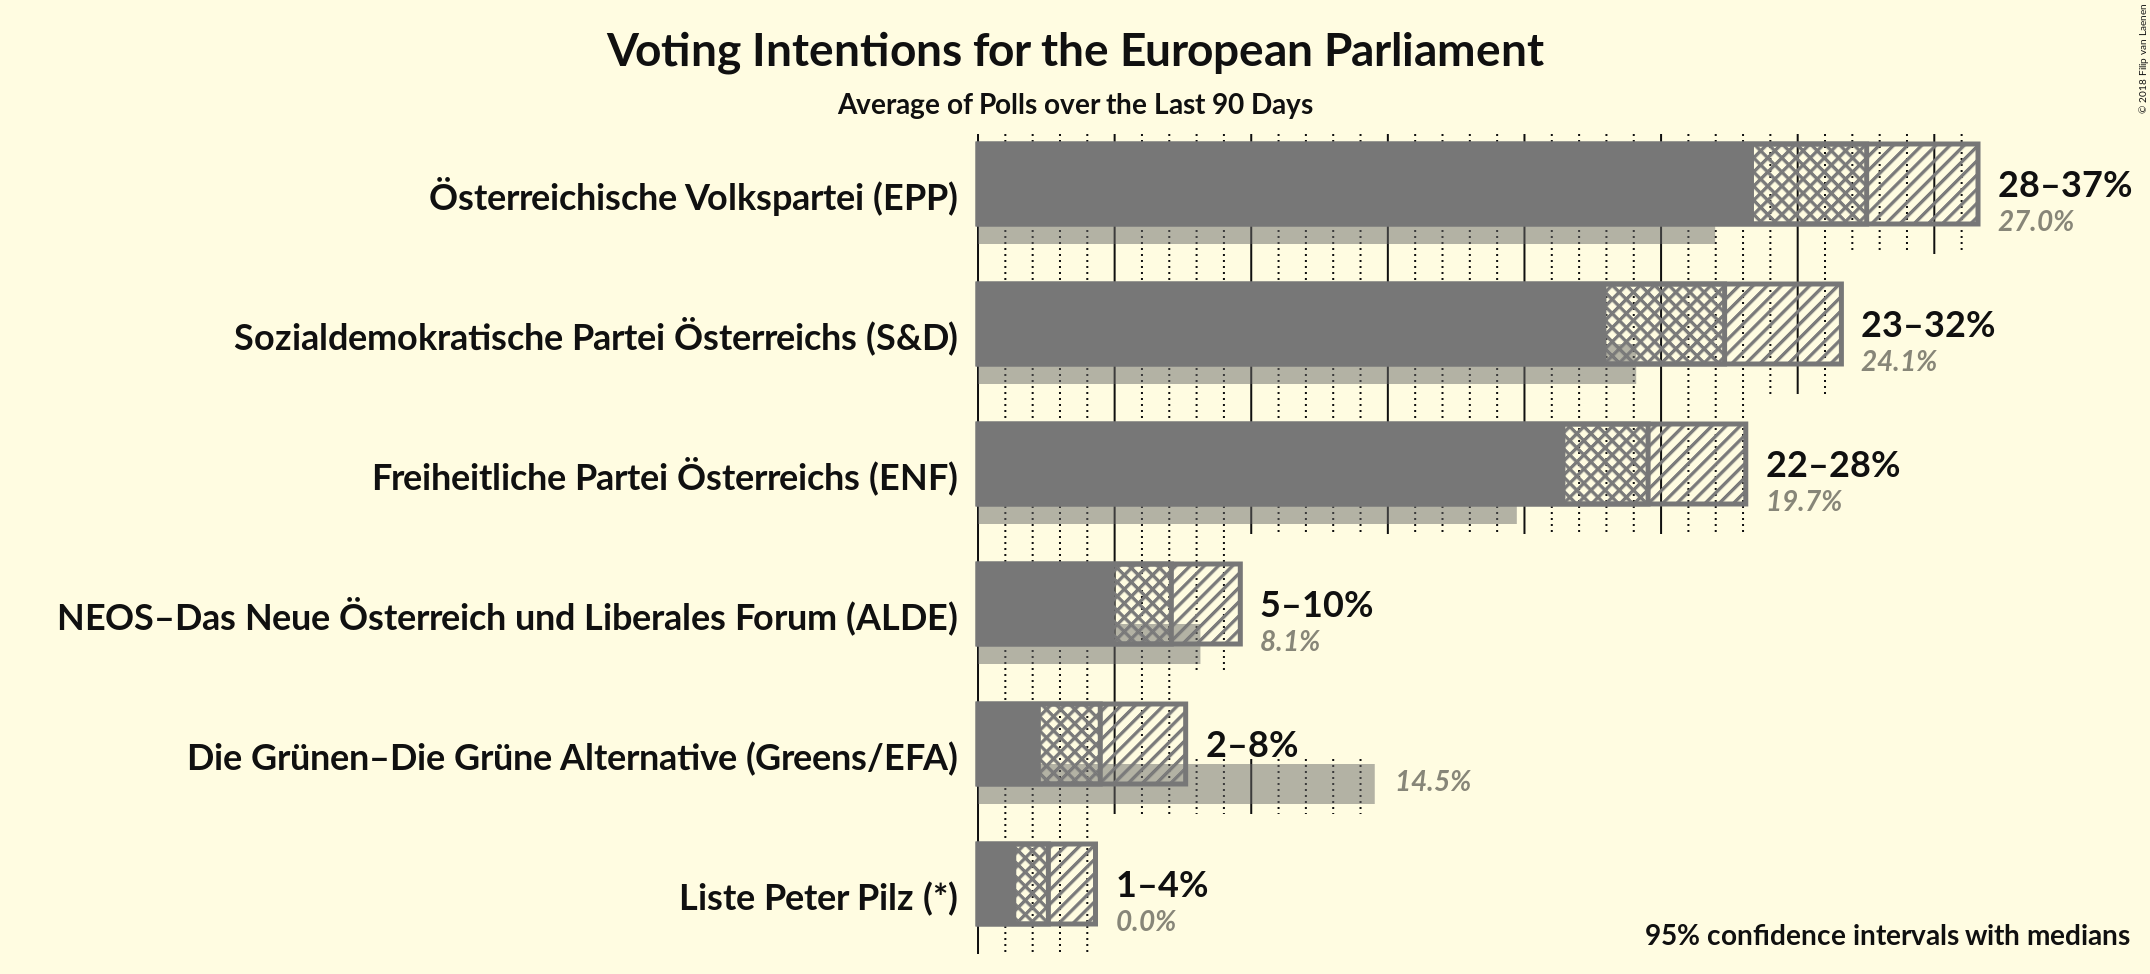 Voting Intentions for the European Parliament
Average of Polls over the Last 90 Days
© 2018 Filip van Laenen
Österreichische Volkspartei (EPP)
28–37%
27.0%
Sozialdemokratische Partei Österreichs (S&D)
23–32%
24.1%
Freiheitliche Partei Österreichs (ENF)
22–28%
19.7%
NEOS–Das Neue Österreich und Liberales Forum (ALDE)
5–10%
8.1%
Die Grünen–Die Grüne Alternative (Greens/EFA)
2–8%
14.5%
Liste Peter Pilz (*)
1–4%
0.0%
95% confidence intervals with medians